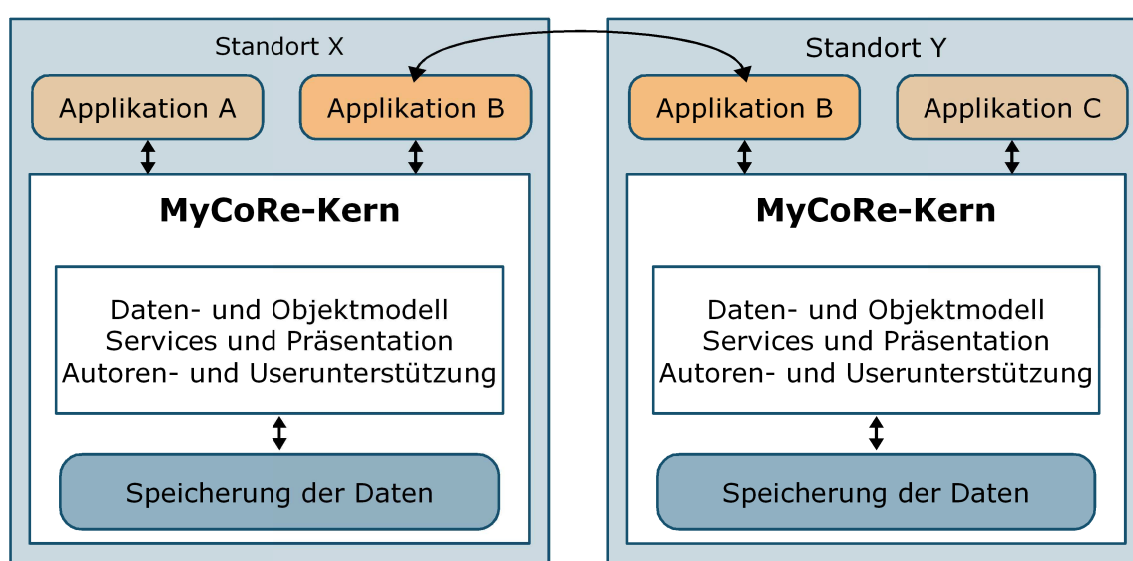 Standort X
Applikation A
Applikation B
MyCoRe-Kern
Daten- und Objektmodell
Services und Präsentation
Autoren- und Userunterstützung
Speicherung der Daten
Standort Y
Applikation B
Applikation C
MyCoRe-Kern
Daten- und Objektmodell
Services und Präsentation
Autoren- und Userunterstützung
Speicherung der Daten